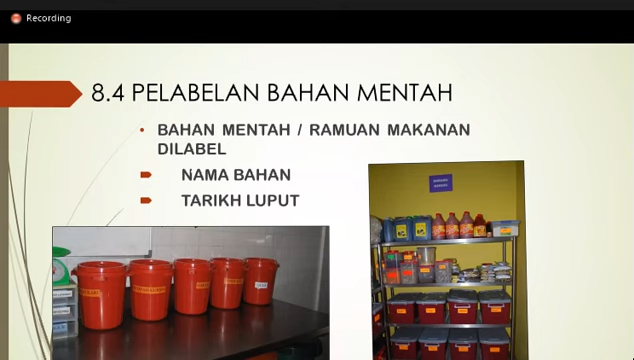 Recording
8.4 PELABELAN BAHAN MENTAH
BAHAN MENTAH / RAMUAN MAKANAN
DILABEL
NAMA BAHAN
TARIKH LUPUT